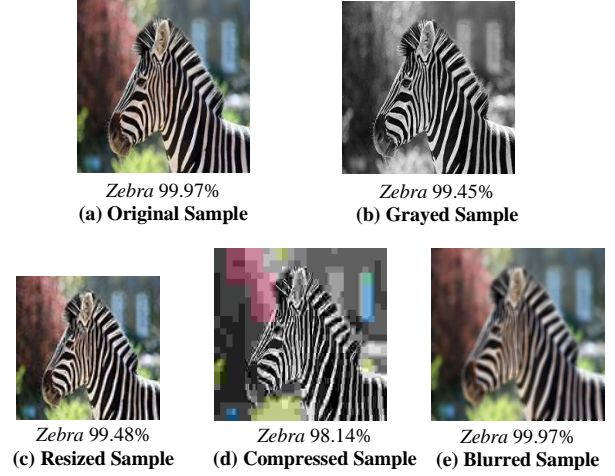 Zebra 99.97%
(a) Original Sample
Zebra 99.45%
(b) Grayed Sample
Zebra 99.48%
(c) Resized Sample
Zebra 98.14%
(d) Compressed Sample
Zebra 99.97%
(e) Blurred Sample